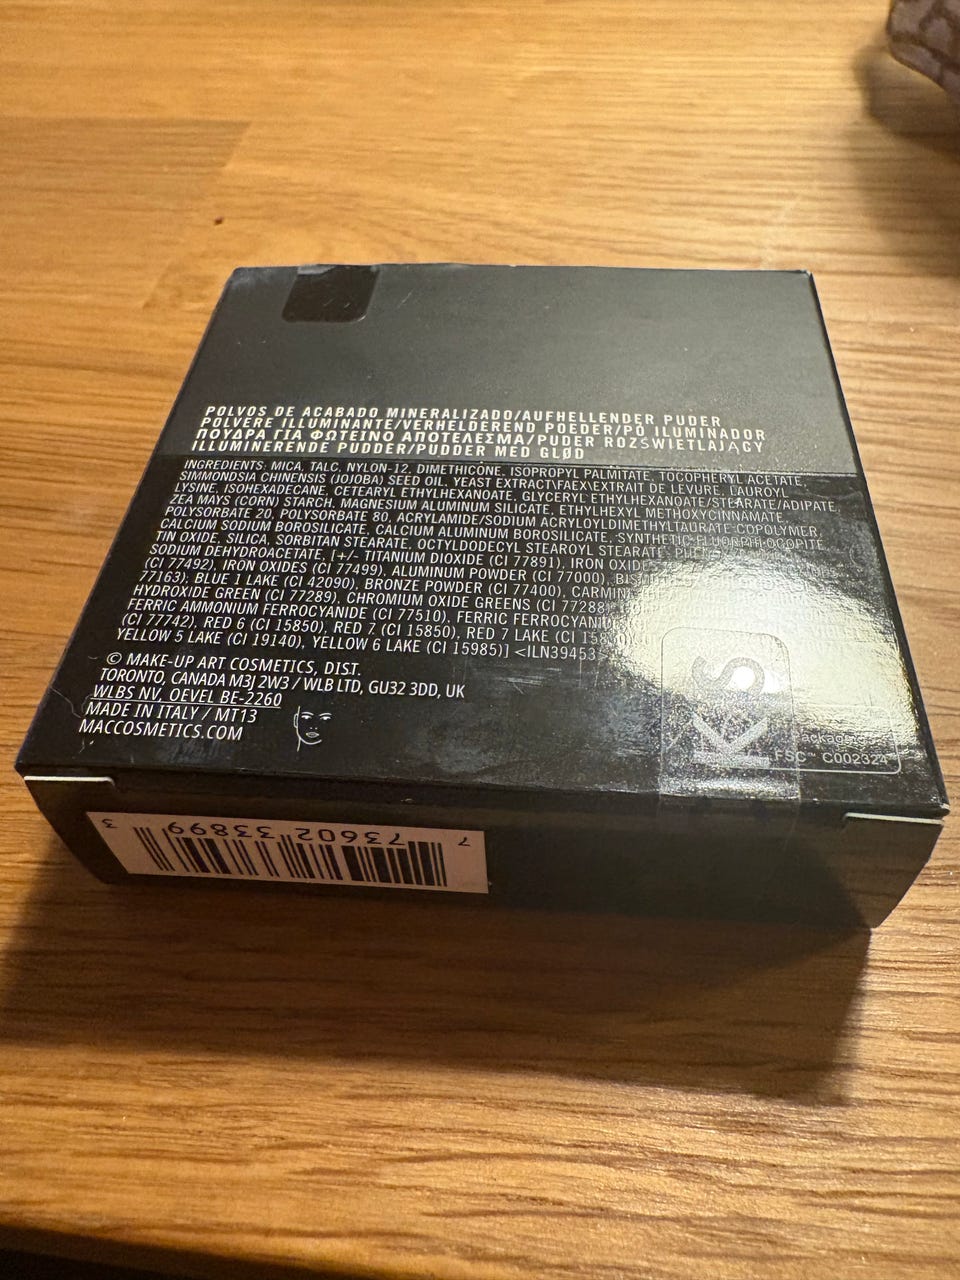 POLVOS DE ACABADO MINERALIZADO/AUFHELLENDER PUDER
POLVERE ILLUMINANTE/VERHELDEREND POEDER/PÓ ILUMINADOR
ΠΟΥΔΡΑ ΓΙΑ ΦΩΤΕΙΝΟ ΑΠΟΤΕΛΕΣΜΑ/PUDER ROZŚWIETLAJĄCY
ILLUMINERENDE PUDDER/PUDDER MED GLØD
INGREDIENTS: MICA, TALC, NYLON-12, DIMETHICONE, ISOPROPYL PALMITATE, TOCOPHERYL ACETATE,
SIMMONDSIA CHINENSIS (JOJOBA) SEED OIL, YEAST EXTRACT\FAEX\EXTRAIT DE LEVURE, LAUROYL
LYSINE, ISOHEXADECANE, CETEARYL ETHYLHEXANOATE, GLYCERYL ETHYLHEXANOATE/STEARATE/ADIPATE,
ZEA MAYS (CORN) STARCH, MAGNESIUM ALUMINUM SILICATE, ETHYLHEXYL METHOXYCINNAMATE,
POLYSORBATE 20, POLYSORBATE 80, ACRYLAMIDE/SODIUM ACRYLOYLDIMETHYLTAURATE COPOLYMER,
CALCIUM SODIUM BOROSILICATE, CALCIUM ALUMINUM BOROSILICATE, SYNTHETIC FLUORPHLOGOPITE,
TIN OXIDE, SILICA, SORBITAN STEARATE, OCTYLDODECYL STEAROYL STEARATE,
SODIUM DEHYDROACETATE, [+/- TITANIUM DIOXIDE (CI 77891), IRON
(CI 77492), IRON OXIDES (CI 77499), ALUMINUM POWDER (CI 77000),
77163), BLUE 1 LAKE (CI 42090), BRONZE POWDER (CI 77400),
HYDROXIDE GREEN (CI 77289), CHROMIUM OXIDE GREENS (CI 77288)
FERRIC AMMONIUM FERROCYANIDE (CI 77510), FERRIC
(CI 77742), RED 6 (CI 15850), RED 7 (CI 15850), RED 7 LAKE (CI
YELLOW 5 LAKE (CI 19140), YELLOW 6 LAKE (CI 15985)] <ILN39453>
© MAKE-UP ART COSMETICS, DIST.
TORONTO, CANADA M3J 2W3 / WLB LTD, GU32 3DD, UK
WLBS NV, OEVEL BE-2260
MADE IN ITALY / MT13
MACCOSMETICS.COM
FSC™ C002324
7 73602 33899 3